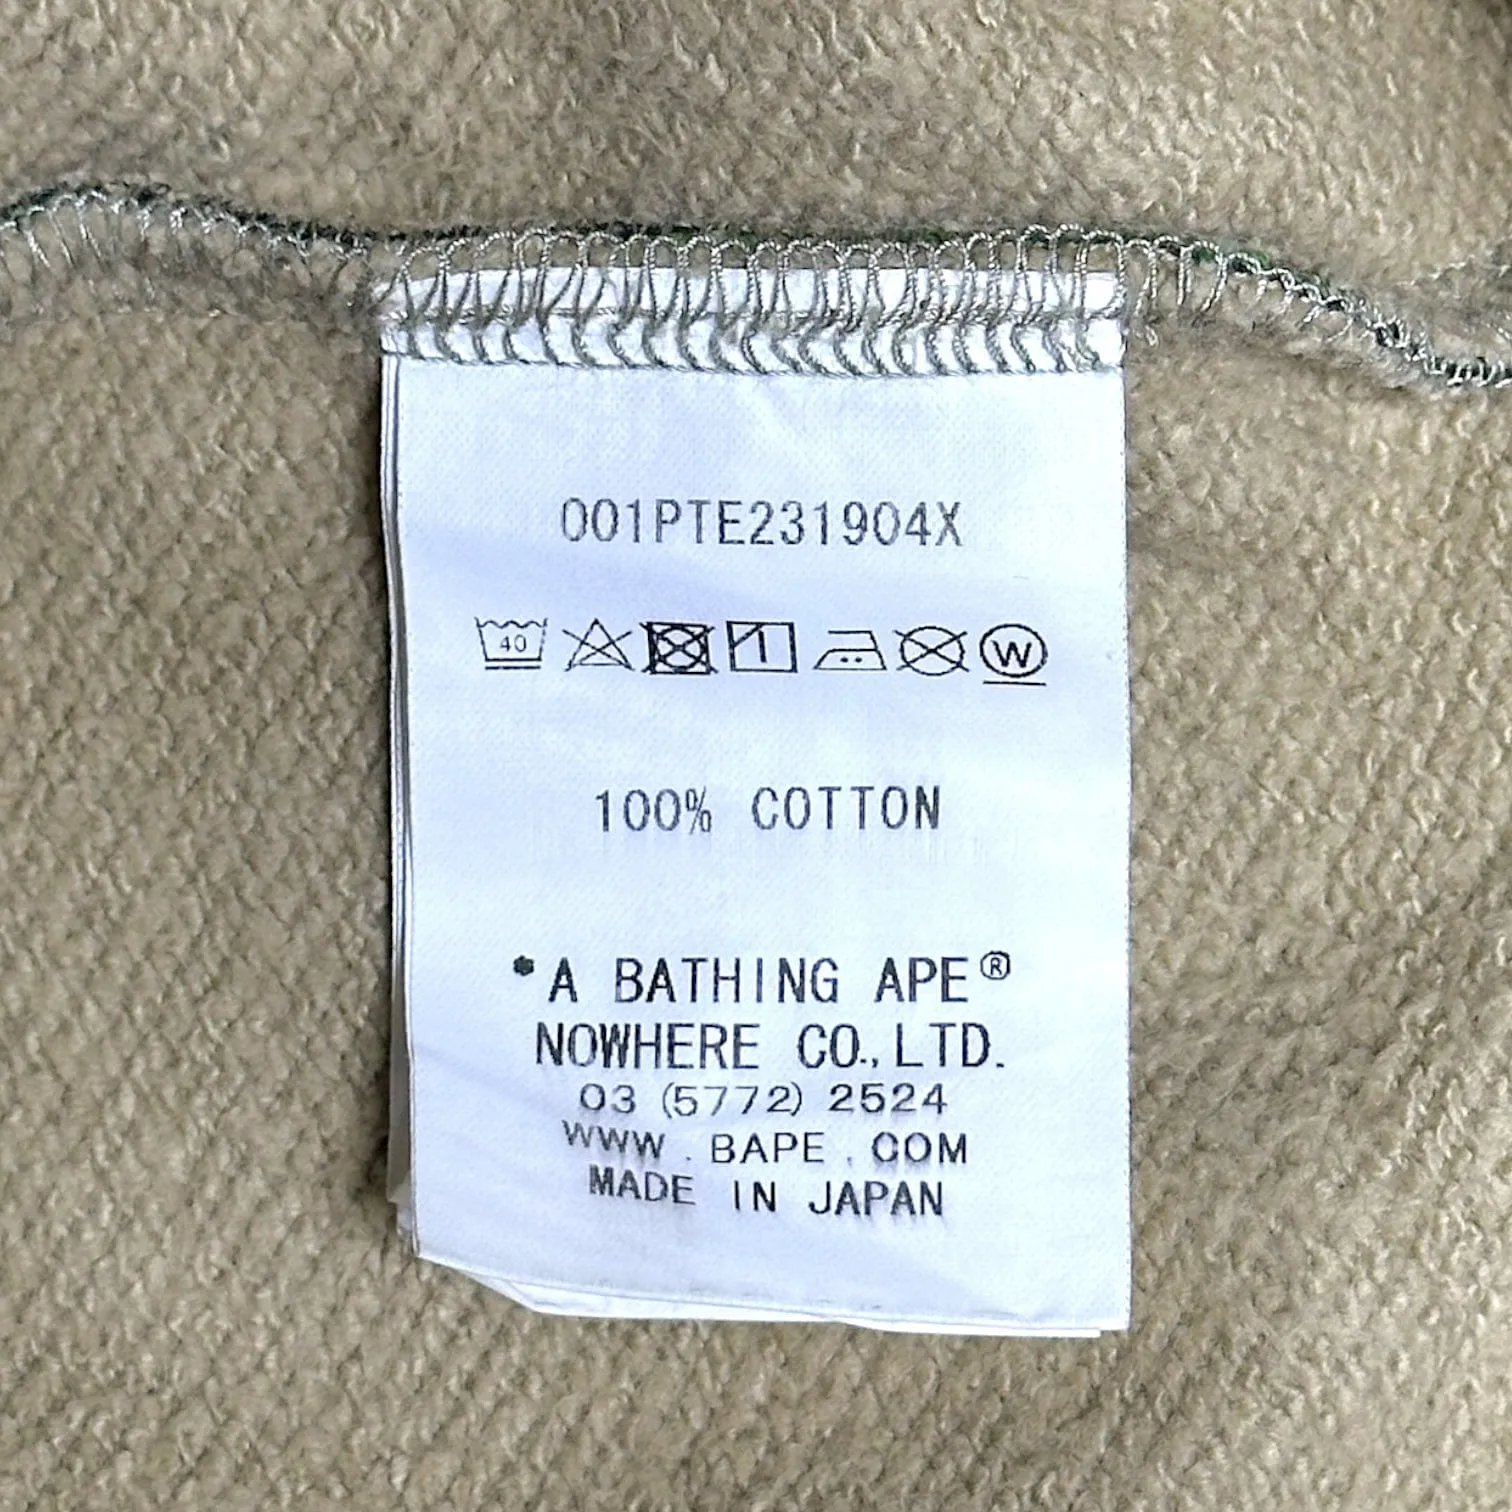 001PTE231904X
40
W
100% COTTON
*A BATHING APE®
NOWHERE CO., LTD.
03 (5772) 2524
WWW . BAPE . COM
MADE IN JAPAN